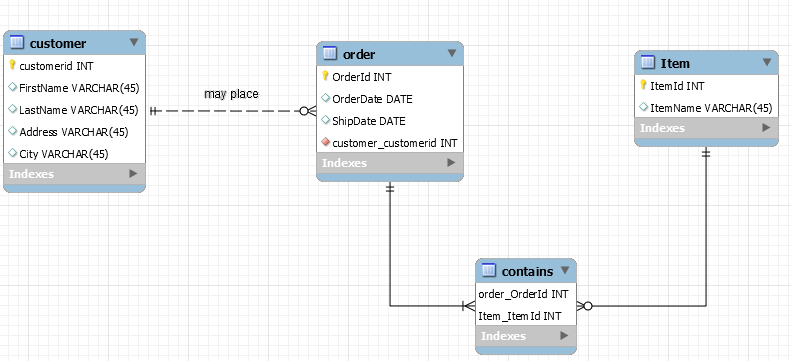 customer
customerid INT
FirstName VARCHAR(45)
LastName VARCHAR(45)
Address VARCHAR(45)
City VARCHAR(45)
Indexes
may place
order
OrderId INT
OrderDate DATE
ShipDate DATE
customer_customerid INT
Indexes
Item
ItemId INT
ItemName VARCHAR(45)
Indexes
contains
order_OrderId INT
Item_ItemId INT
Indexes